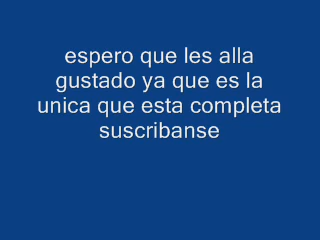 espero que les alla
gustado ya que es la
unica que esta completa
suscribanse